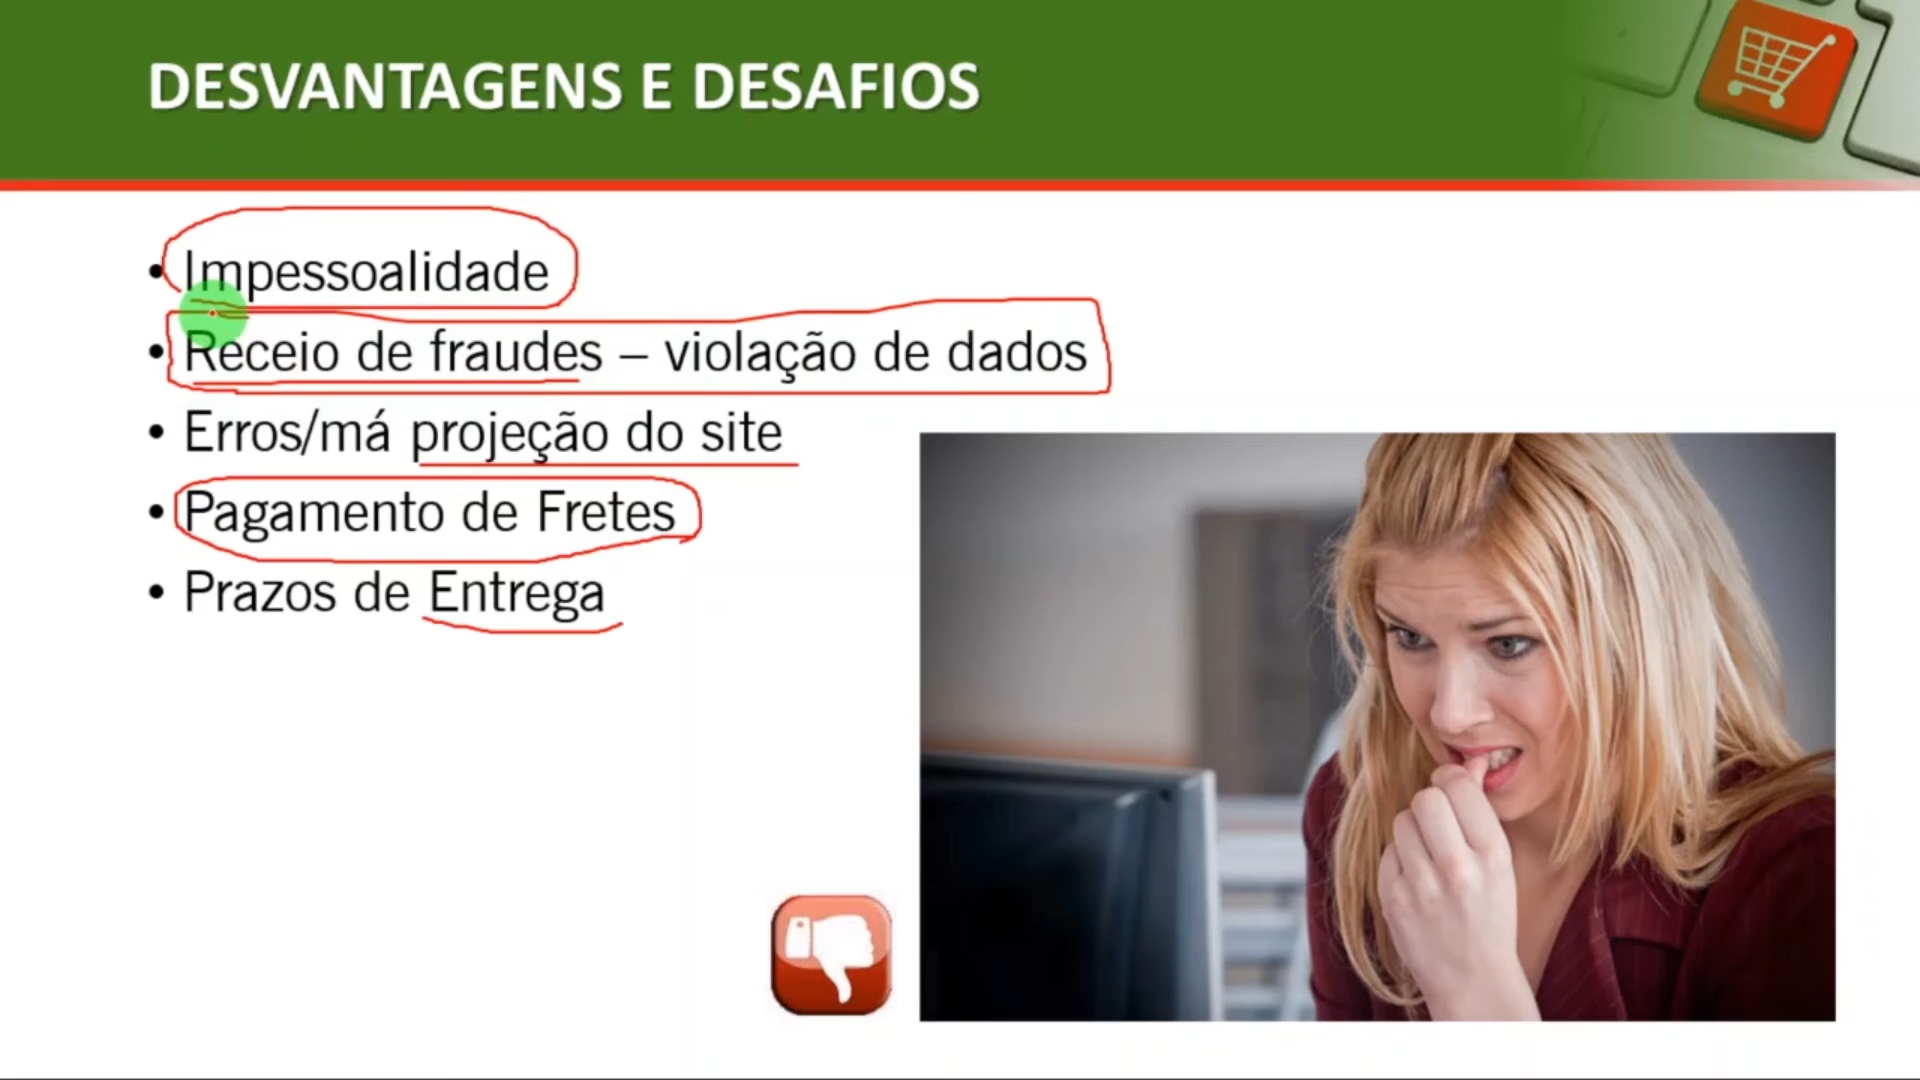 DESVANTAGENS E DESAFIOS
• Impessoalidade
• Receio de fraudes – violação de dados
• Erros/má projeção do site
• Pagamento de Fretes
• Prazos de Entrega